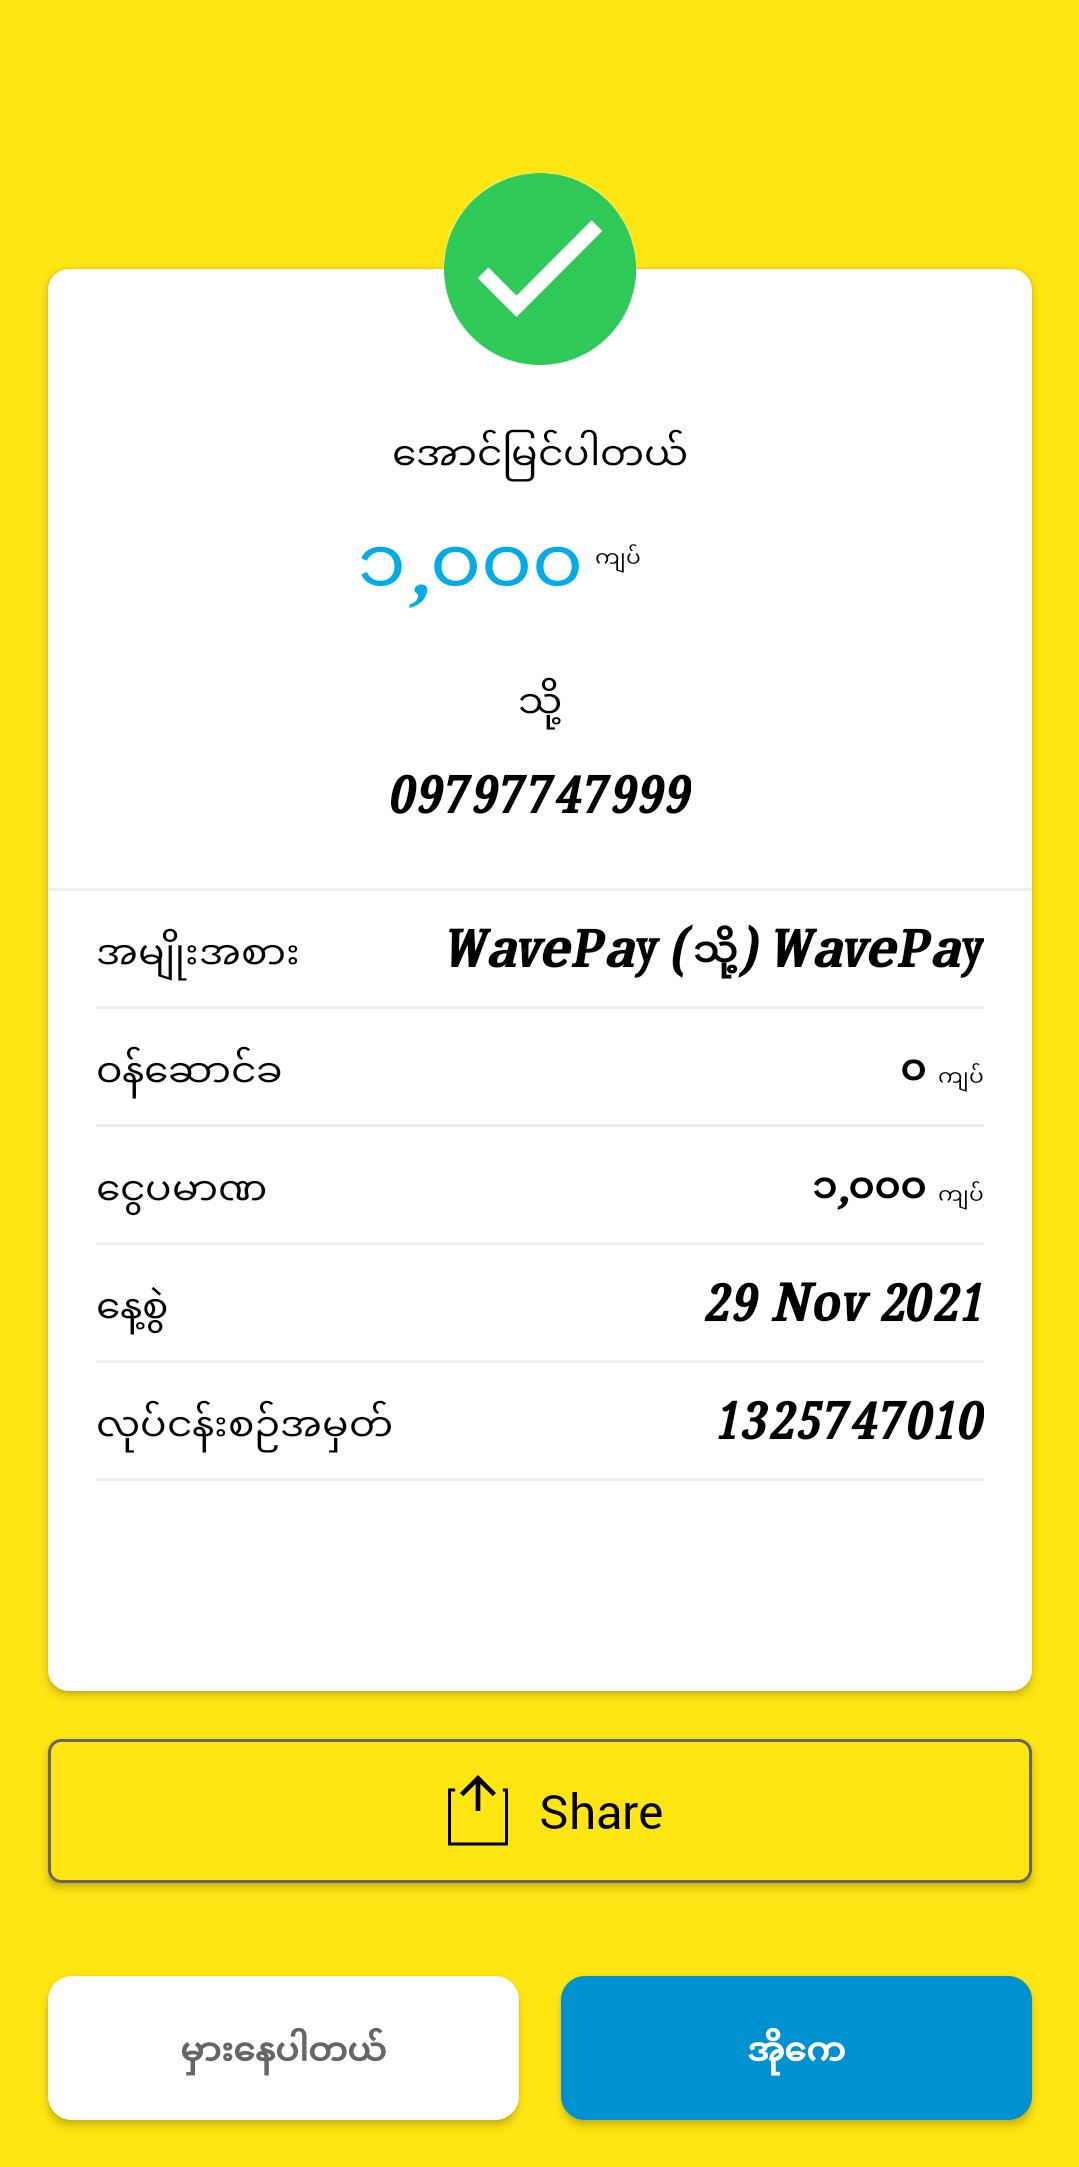 အောင်မြင်ပါတယ်
၁,၀၀၀ ကျပ်
သို့
09797747999
အမျိုးအစား WavePay (သို့) WavePay
ဝန်ဆောင်ခ ၀ ကျပ်
ငွေပမာဏ ၁,၀၀၀ ကျပ်
နေ့စွဲ 29 Nov 2021
လုပ်ငန်းစဉ်အမှတ် 1325747010
Share
မှားနေပါတယ် အိုကေ